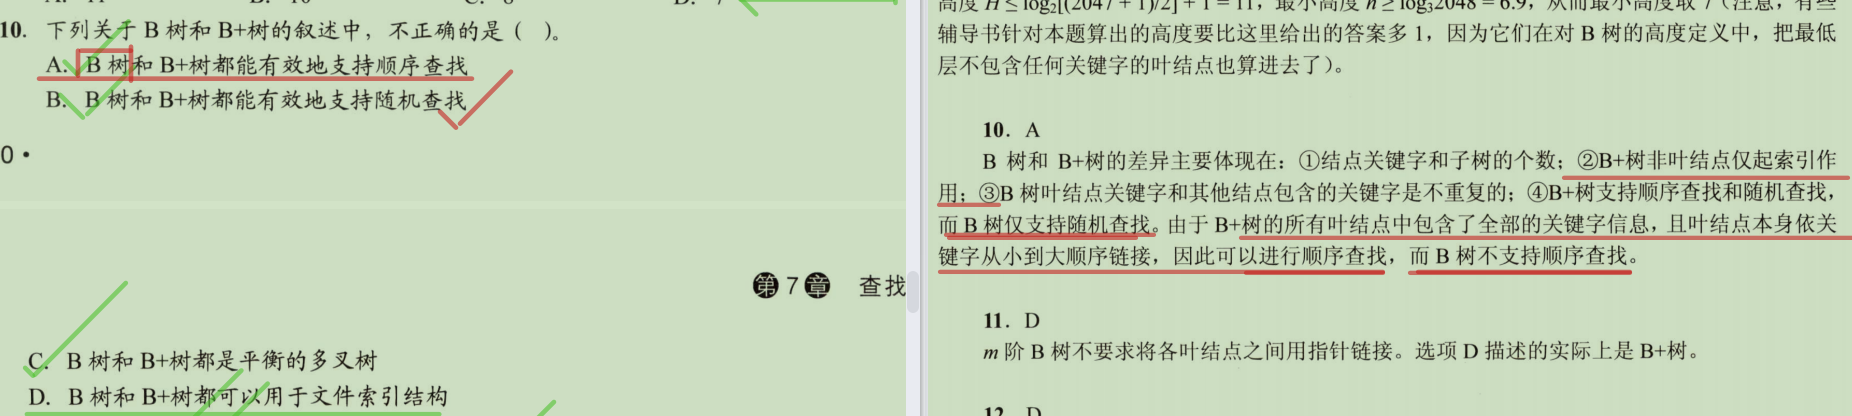 10. 下列关于 B 树和 B+树的叙述中，不正确的是（  ）。
A. B 树和 B+树都能有效地支持顺序查找
B. B 树和 B+树都能有效地支持随机查找
0 •
第 7 章 查找
C. B 树和 B+树都是平衡的多叉树
D. B 树和 B+树都可以用于文件索引结构
高度 H ≤ log₂[(2047 + 1)/2] + 1 = 11，最小高度 h ≥ log₃2048 = 6.9，从而最小高度取 7（注意，有些
辅导书针对本题算出的高度要比这里给出的答案多 1，因为它们在对 B 树的高度定义中，把最低
层不包含任何关键字的叶结点也算进去了）。
10. A
B 树和 B+树的差异主要体现在：①结点关键字和子树的个数；②B+树非叶结点仅起索引作
用；③B 树叶结点关键字和其他结点包含的关键字是不重复的；④B+树支持顺序查找和随机查找，
而 B 树仅支持随机查找。由于 B+树的所有叶结点中包含了全部的关键字信息，且叶结点本身依关
键字从小到大顺序链接，因此可以进行顺序查找，而 B 树不支持顺序查找。
11. D
m 阶 B 树不要求将各叶结点之间用指针链接。选项 D 描述的实际上是 B+树。
12. D